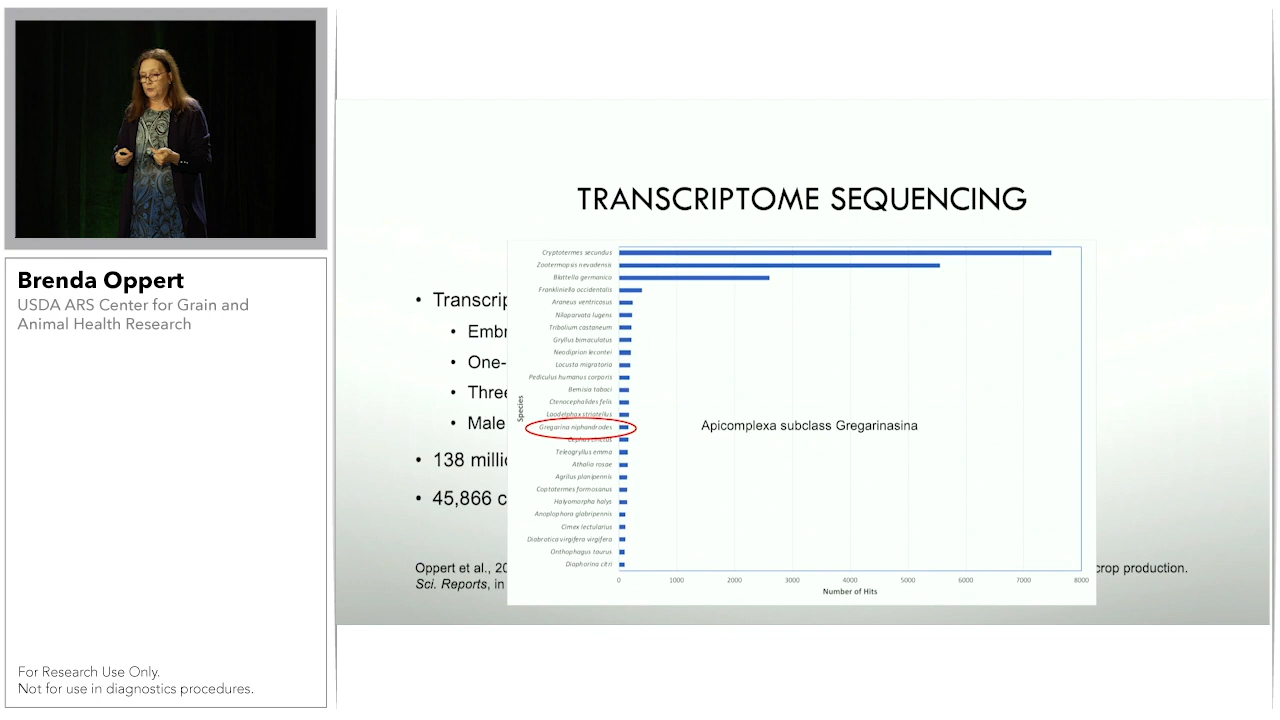 Brenda Oppert
USDA ARS Center for Grain and
Animal Health Research
For Research Use Only.
Not for use in diagnostics procedures.
TRANSCRIPTOME SEQUENCING
• Transcrip
• Embr
• One-
• Three
• Male
• 138 millio
• 45,866 c
Oppert et al., 20
Sci. Reports, in
crop production.
Species
Cryptotermes secundus
Zootermopsis nevadensis
Blattella germanica
Frankliniella occidentalis
Araneus ventricosus
Nilaparvata lugens
Tribolium castaneum
Gryllus bimaculatus
Neodiprion lecontei
Locusta migratoria
Pediculus humanus corporis
Bemisia tabaci
Ctenocephalides felis
Laodelphax striatellus
Gregarina niphandrodes
Cephus cinctus
Teleogryllus emma
Athalia rosae
Agrilus planipennis
Coptotermes formosanus
Halyomorpha halys
Anoplophora glabripennis
Cimex lectularius
Diabrotica virgifera virgifera
Onthophagus taurus
Diaphorina citri
Apicomplexa subclass Gregarinasina
0 1000 2000 3000 4000 5000 6000 7000 8000
Number of Hits